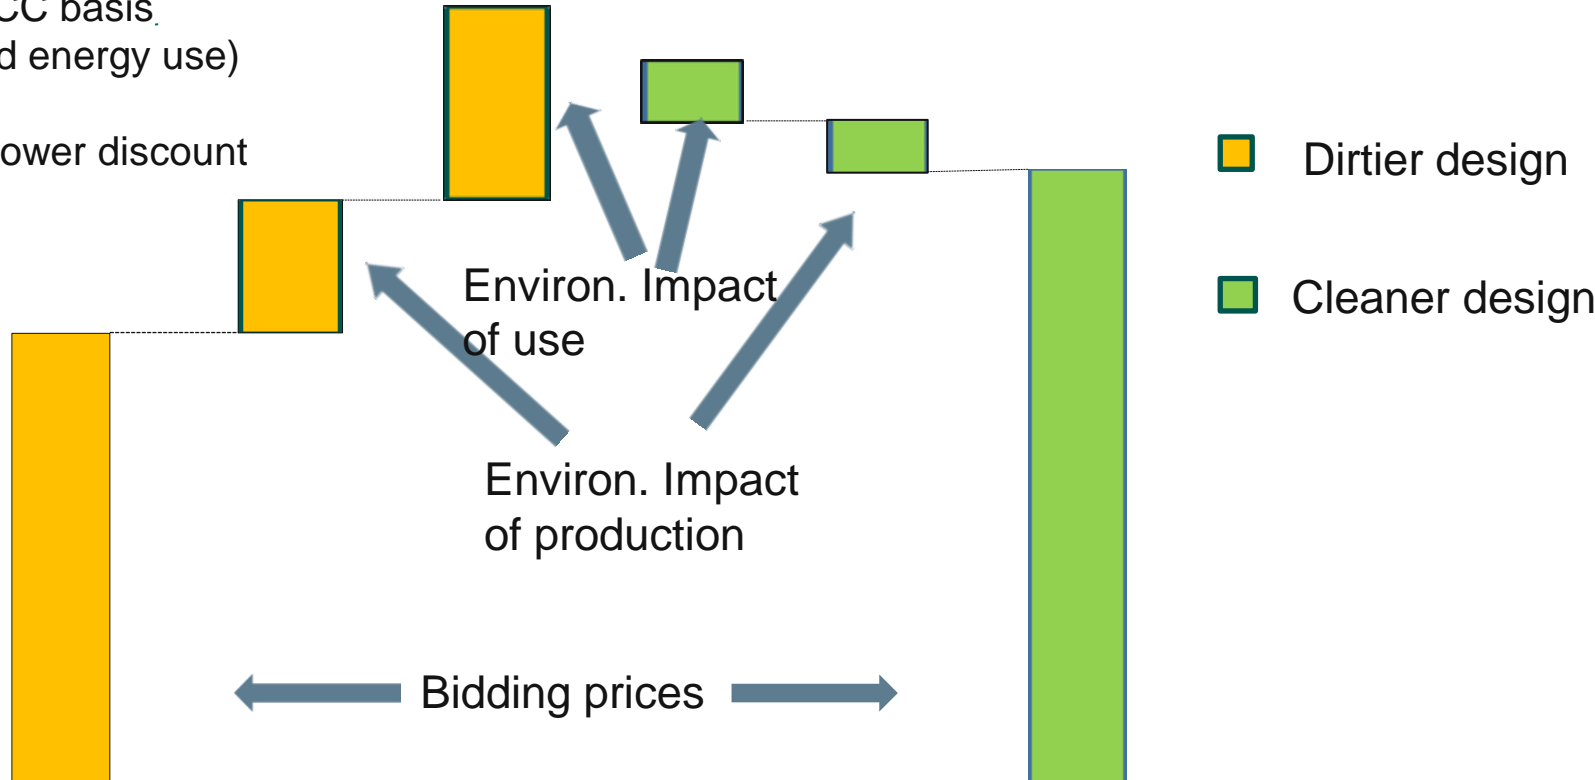 CC basis.
d energy use)
ower discount
Dirtier design
Cleaner design
Environ. Impact
of use
Environ. Impact
of production
Bidding prices